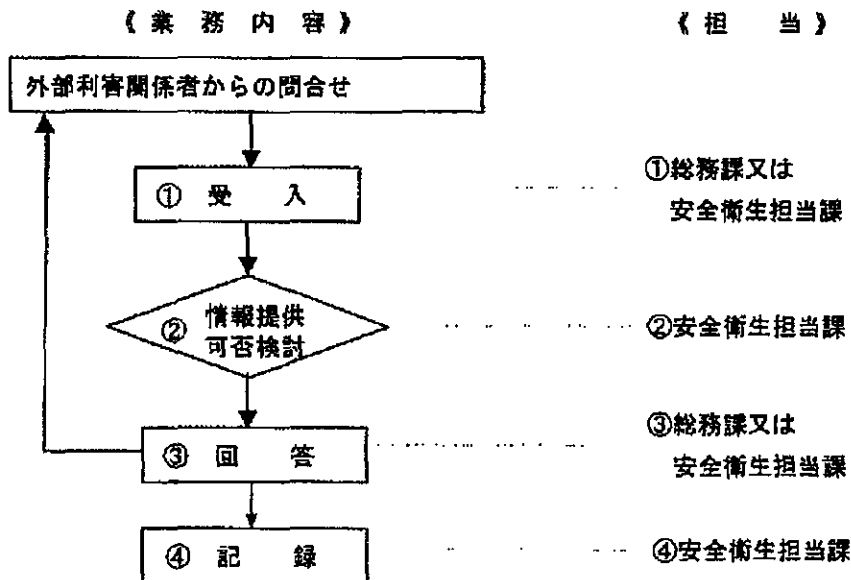 《業務内容》 《担当》
外部利害関係者からの問合せ
①受入
①総務課又は
安全衛生担当課
②情報提供
可否検討
②安全衛生担当課
③回答
③総務課又は
安全衛生担当課
④記録
④安全衛生担当課